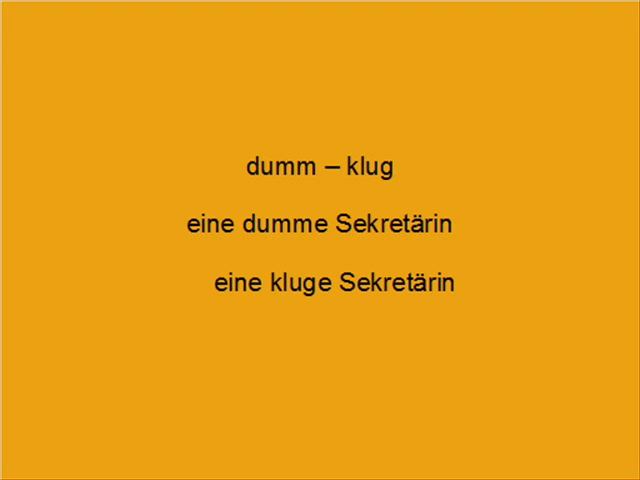 dumm – klug
eine dumme Sekretärin
eine kluge Sekretärin